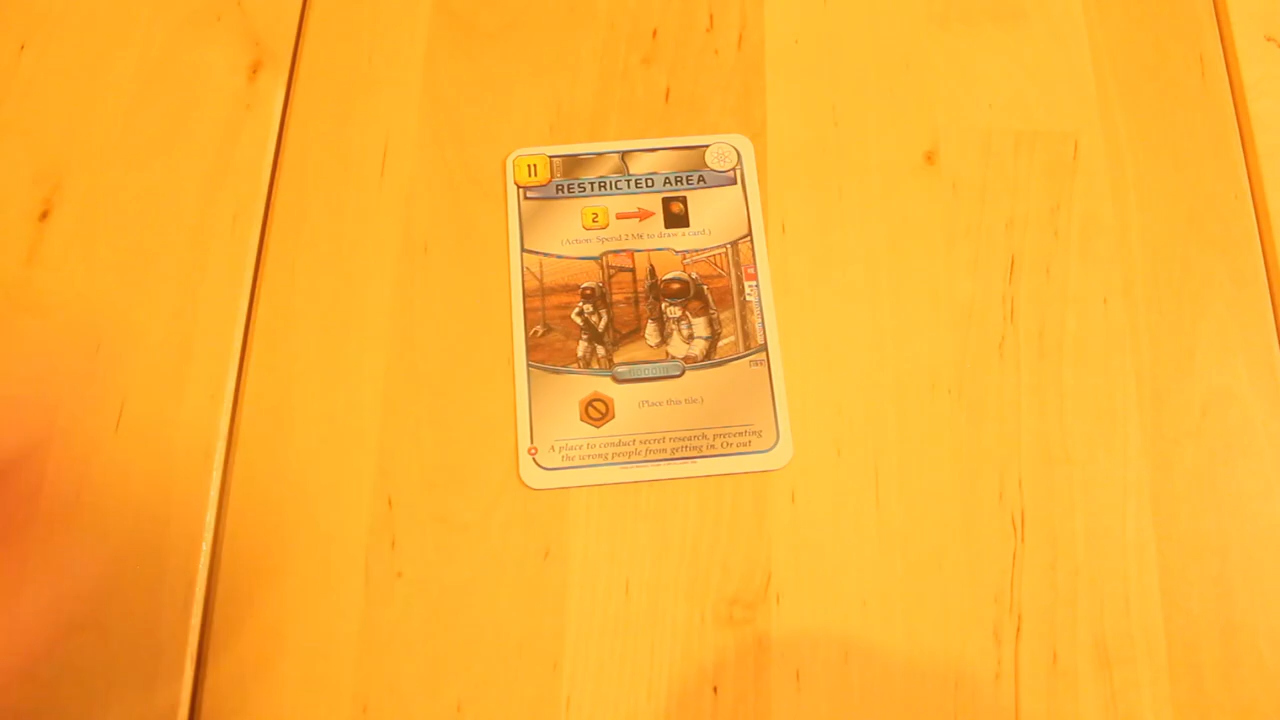 11
RESTRICTED AREA
2
(Action: Spend 2 M€ to draw a card.)
(Place this tile.)
A place to conduct secret research, preventing
the wrong people from getting in. Or out